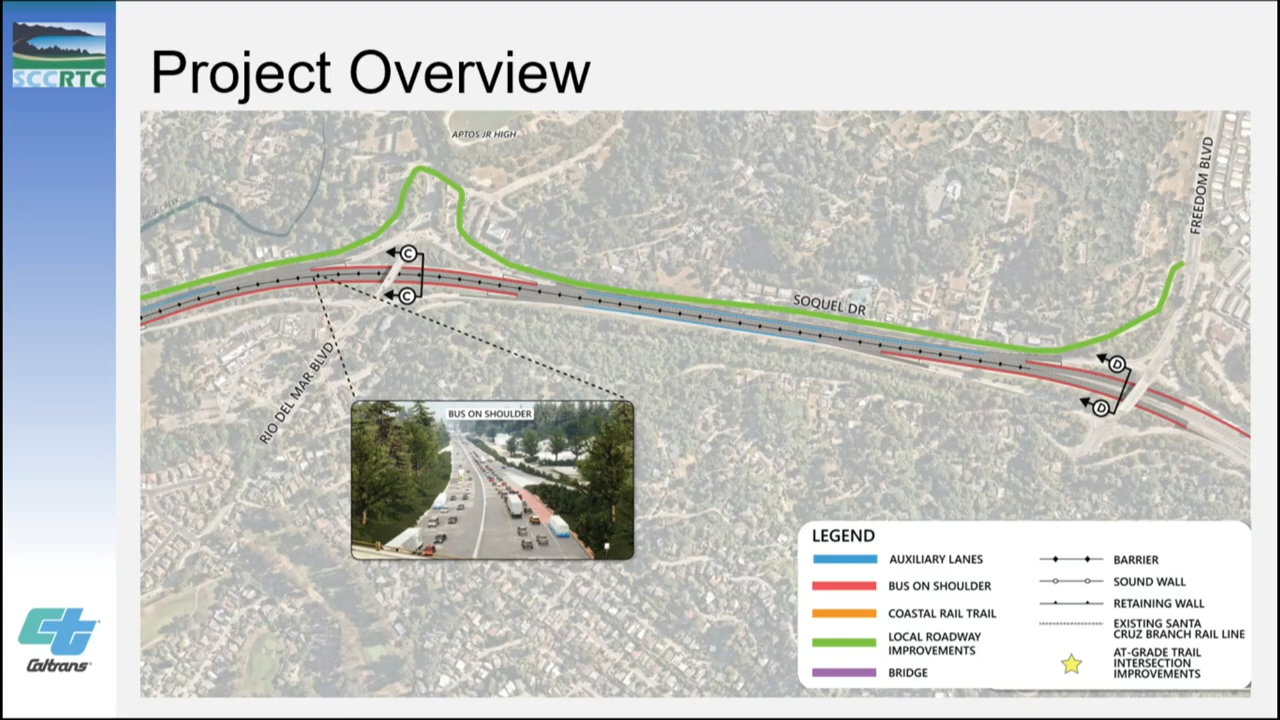 SCCRTC
Project Overview
APTOS JR HIGH
FREEDOM BLVD
C
C
SOQUEL DR
D
D
RIO DEL MAR BLVD
BUS ON SHOULDER
LEGEND
AUXILIARY LANES
BUS ON SHOULDER
COASTAL RAIL TRAIL
LOCAL ROADWAY
IMPROVEMENTS
BRIDGE
BARRIER
SOUND WALL
RETAINING WALL
EXISTING SANTA
CRUZ BRANCH RAIL LINE
AT-GRADE TRAIL
INTERSECTION
IMPROVEMENTS
ct
Caltrans